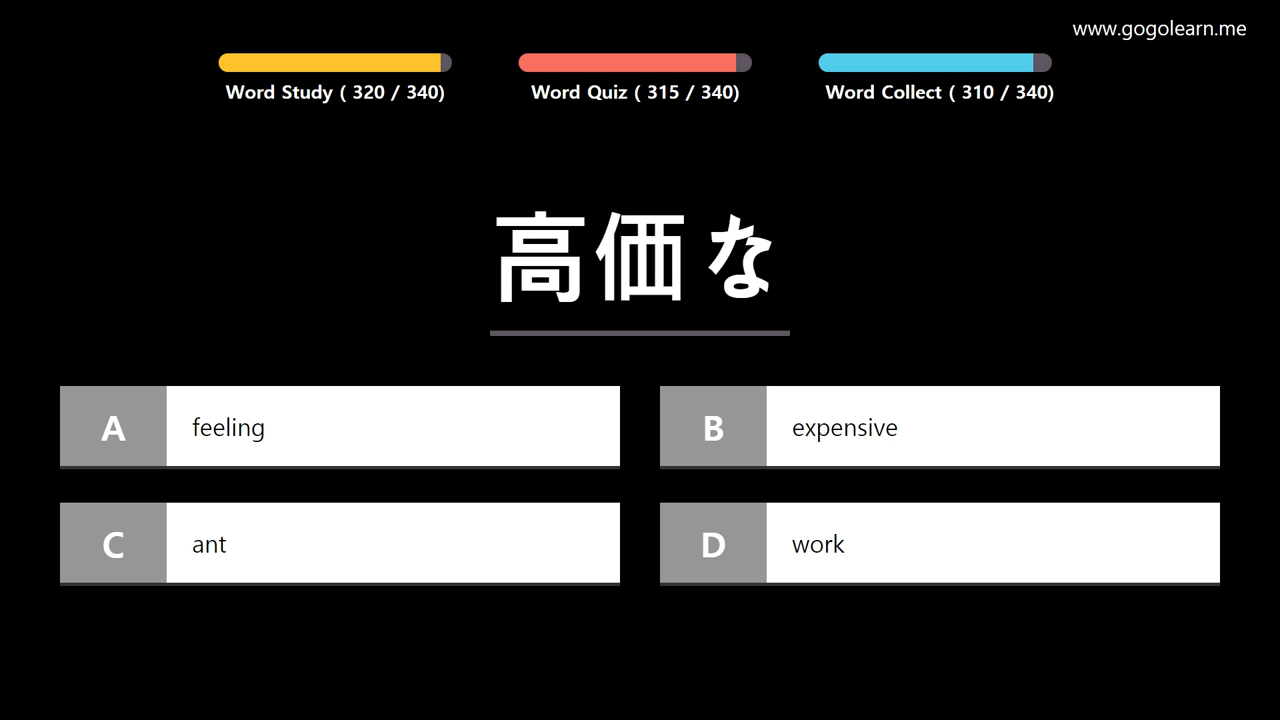 www.gogolearn.me
Word Study ( 320 / 340)
Word Quiz ( 315 / 340)
Word Collect ( 310 / 340)
高価な
A feeling
B expensive
C ant
D work